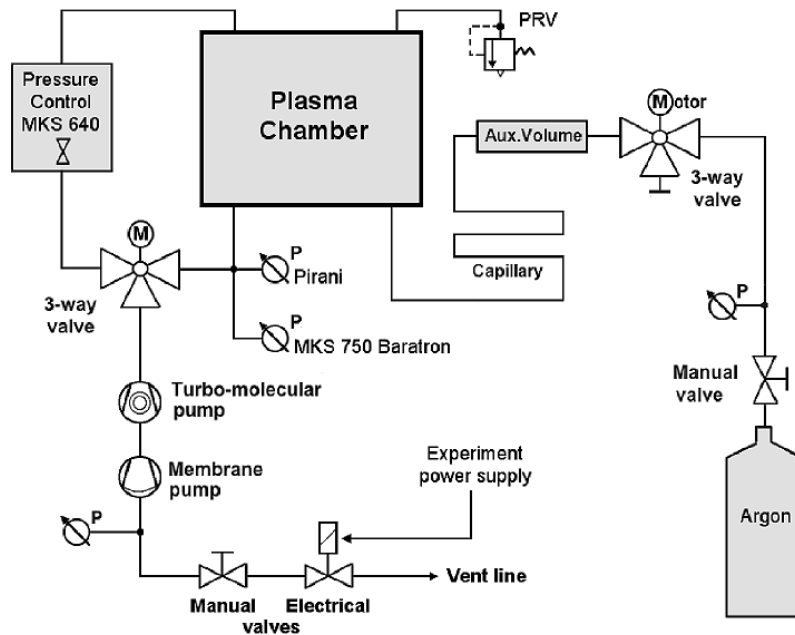 PRV
Pressure
Control
MKS 640
Plasma
Chamber
Motor
Aux.Volume
3-way
valve
M
P
Pirani
Capillary
3-way
valve
P
MKS 750 Baratron
P
Manual
valve
Turbo-molecular
pump
Membrane
pump
Experiment
power supply
P
Argon
Vent line
Manual
Electrical
valves